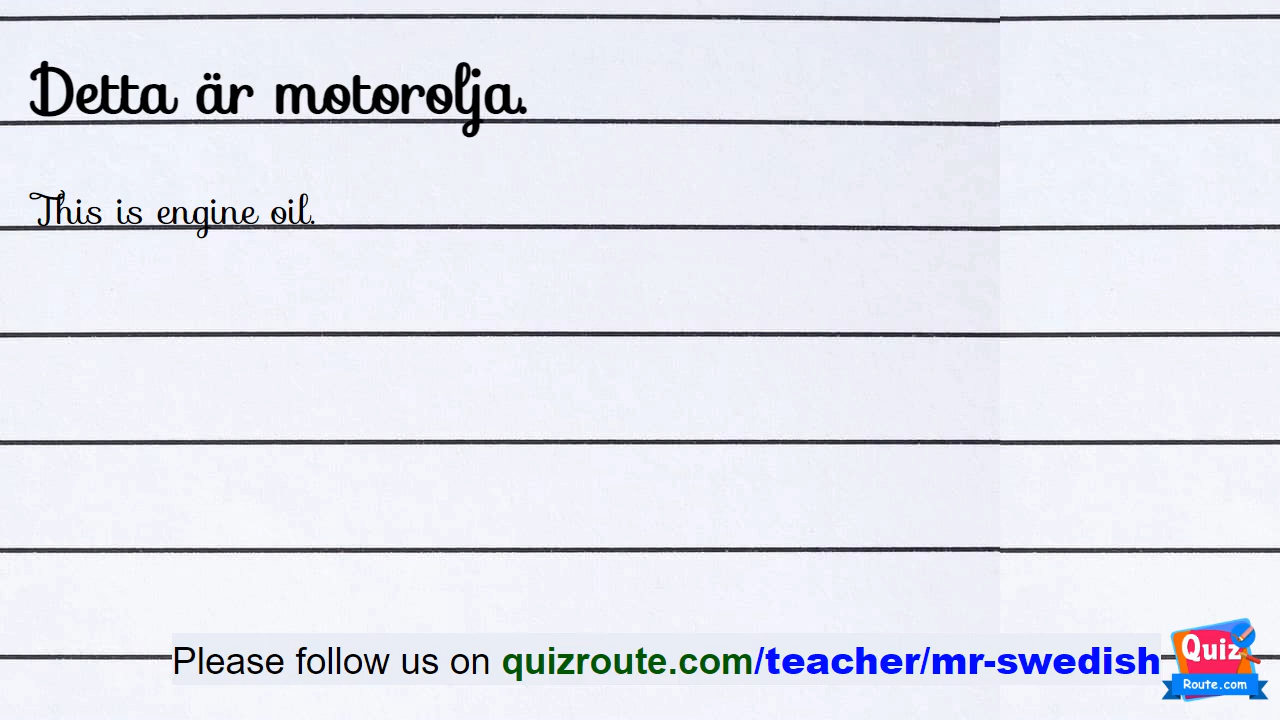 Detta är motorolja.
This is engine oil.
Please follow us on quizroute.com/teacher/mr-swedish
Quiz
Route.com